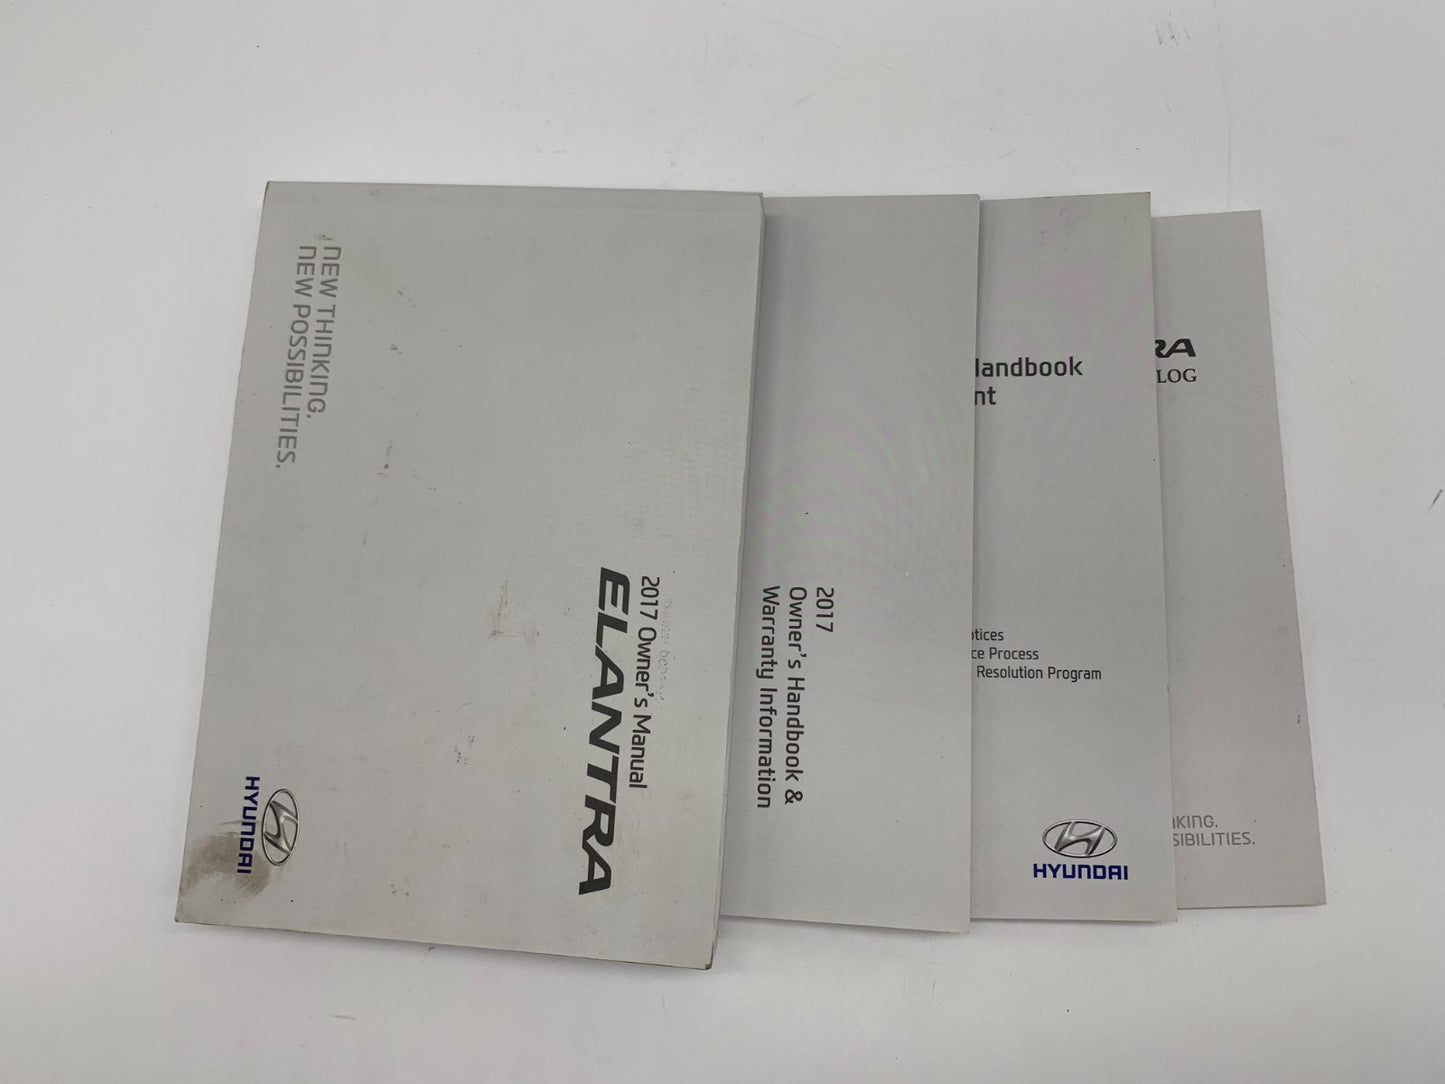 NEW THINKING.
NEW POSSIBILITIES.
2017 Owner's Manual
ELANTRA
HYUNDAI
2017
Owner's Handbook &
Warranty Information
Handbook
nt
otices
ce Process
Resolution Program
HYUNDAI
RA
LOG
KING.
SIBILITIES.